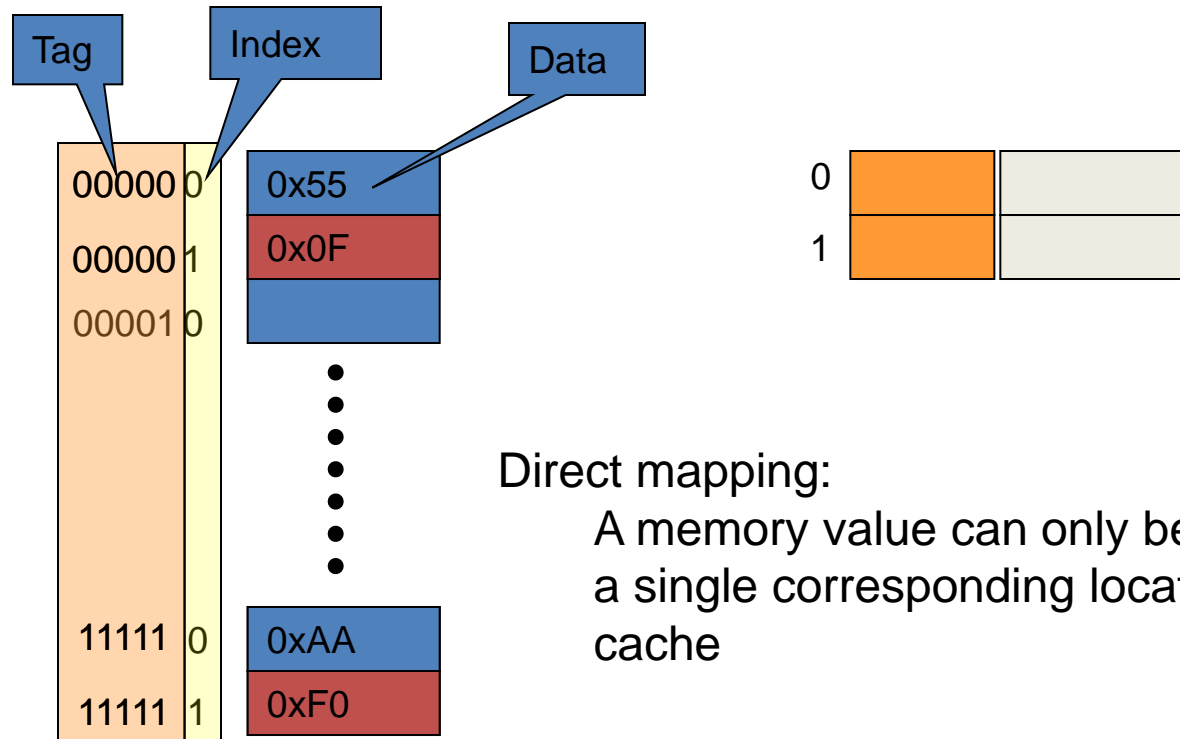 Tag
Index
Data
00000 0
0x55
00000 1
0x0F
00001 0
0
1
Direct mapping:
A memory value can only be
a single corresponding
cache
11111 0
0xAA
11111 1
0xF0